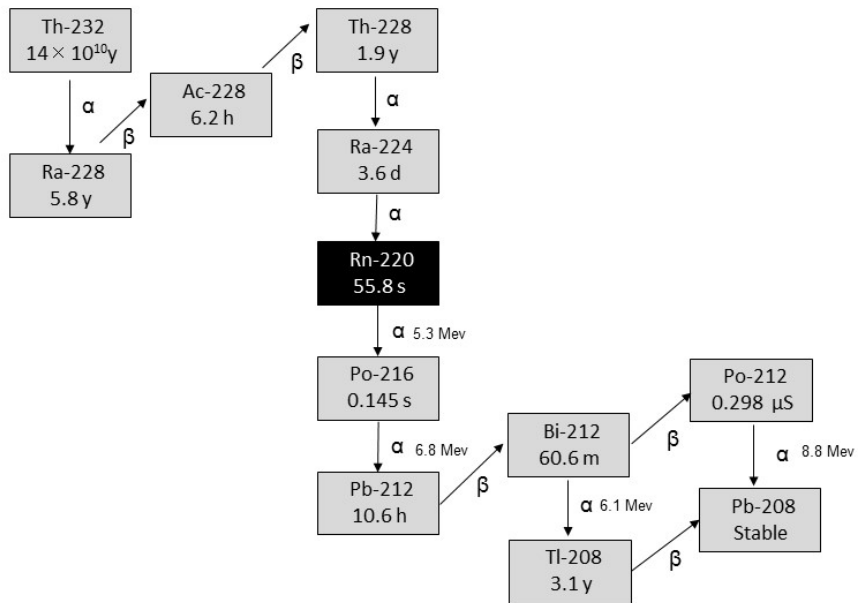 Th-232
14 × 10¹⁰y
α
Ra-228
5.8 y
β
Ac-228
6.2 h
β
Th-228
1.9 y
α
Ra-224
3.6 d
α
Rn-220
55.8 s
α 5.3 Mev
Po-216
0.145 s
α 6.8 Mev
Pb-212
10.6 h
β
Bi-212
60.6 m
β
Po-212
0.298 µS
α 8.8 Mev
α 6.1 Mev
Tl-208
3.1 y
β
Pb-208
Stable